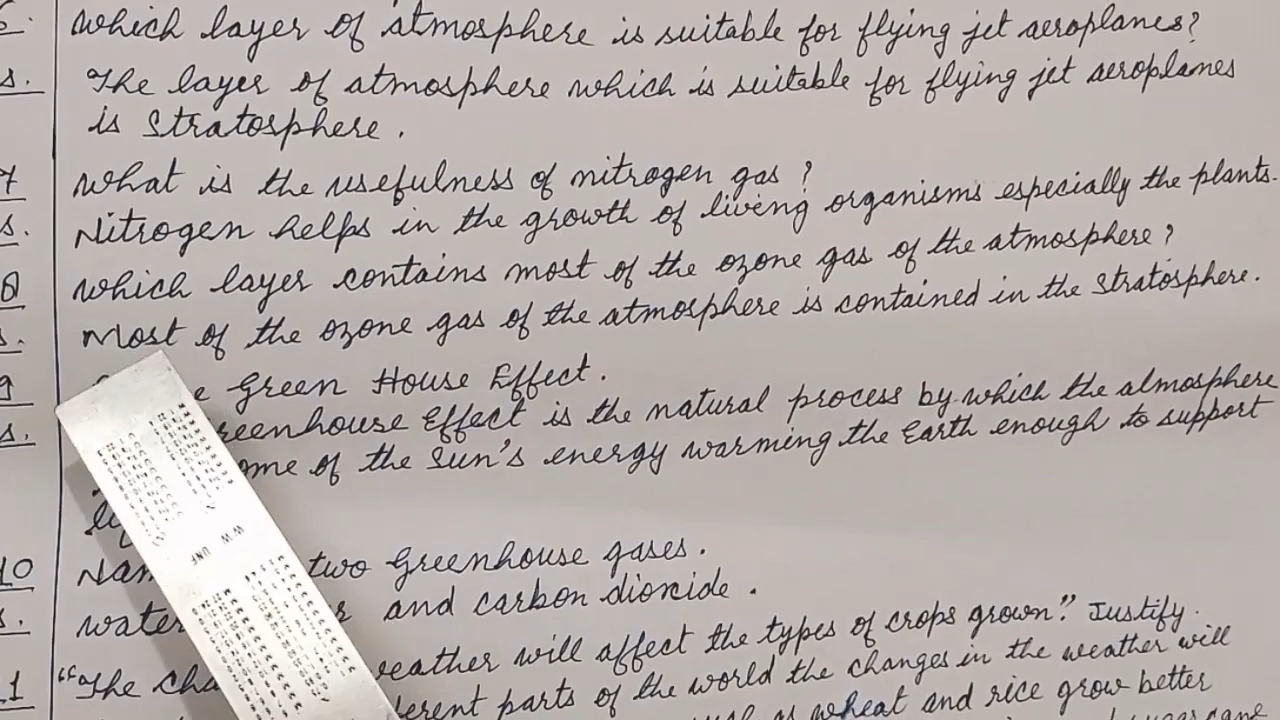 6. which layer of atmosphere is suitable for flying jet aeroplanes?
s. The layer of atmosphere which is suitable for flying jet aeroplanes
is Stratosphere.
7 what is the usefulness of nitrogen gas?
s. Nitrogen helps in the growth of living organisms especially the plants.
8 which layer contains most of the ozone gas of the atmosphere?
s. Most of the ozone gas of the atmosphere is contained in the Stratosphere.
9 Green House Effect.
s. reenhouse Effect is the natural process by which the atmosphere
ome of the Sun's energy warming the Earth enough to support
10 Nam two Greenhouse gases.
s. water and carbon dioxide.
11 "The cha weather will affect the types of crops grown." Justify.
erent parts of the world the changes in the weather will
as wheat and rice grow better
sugar cane